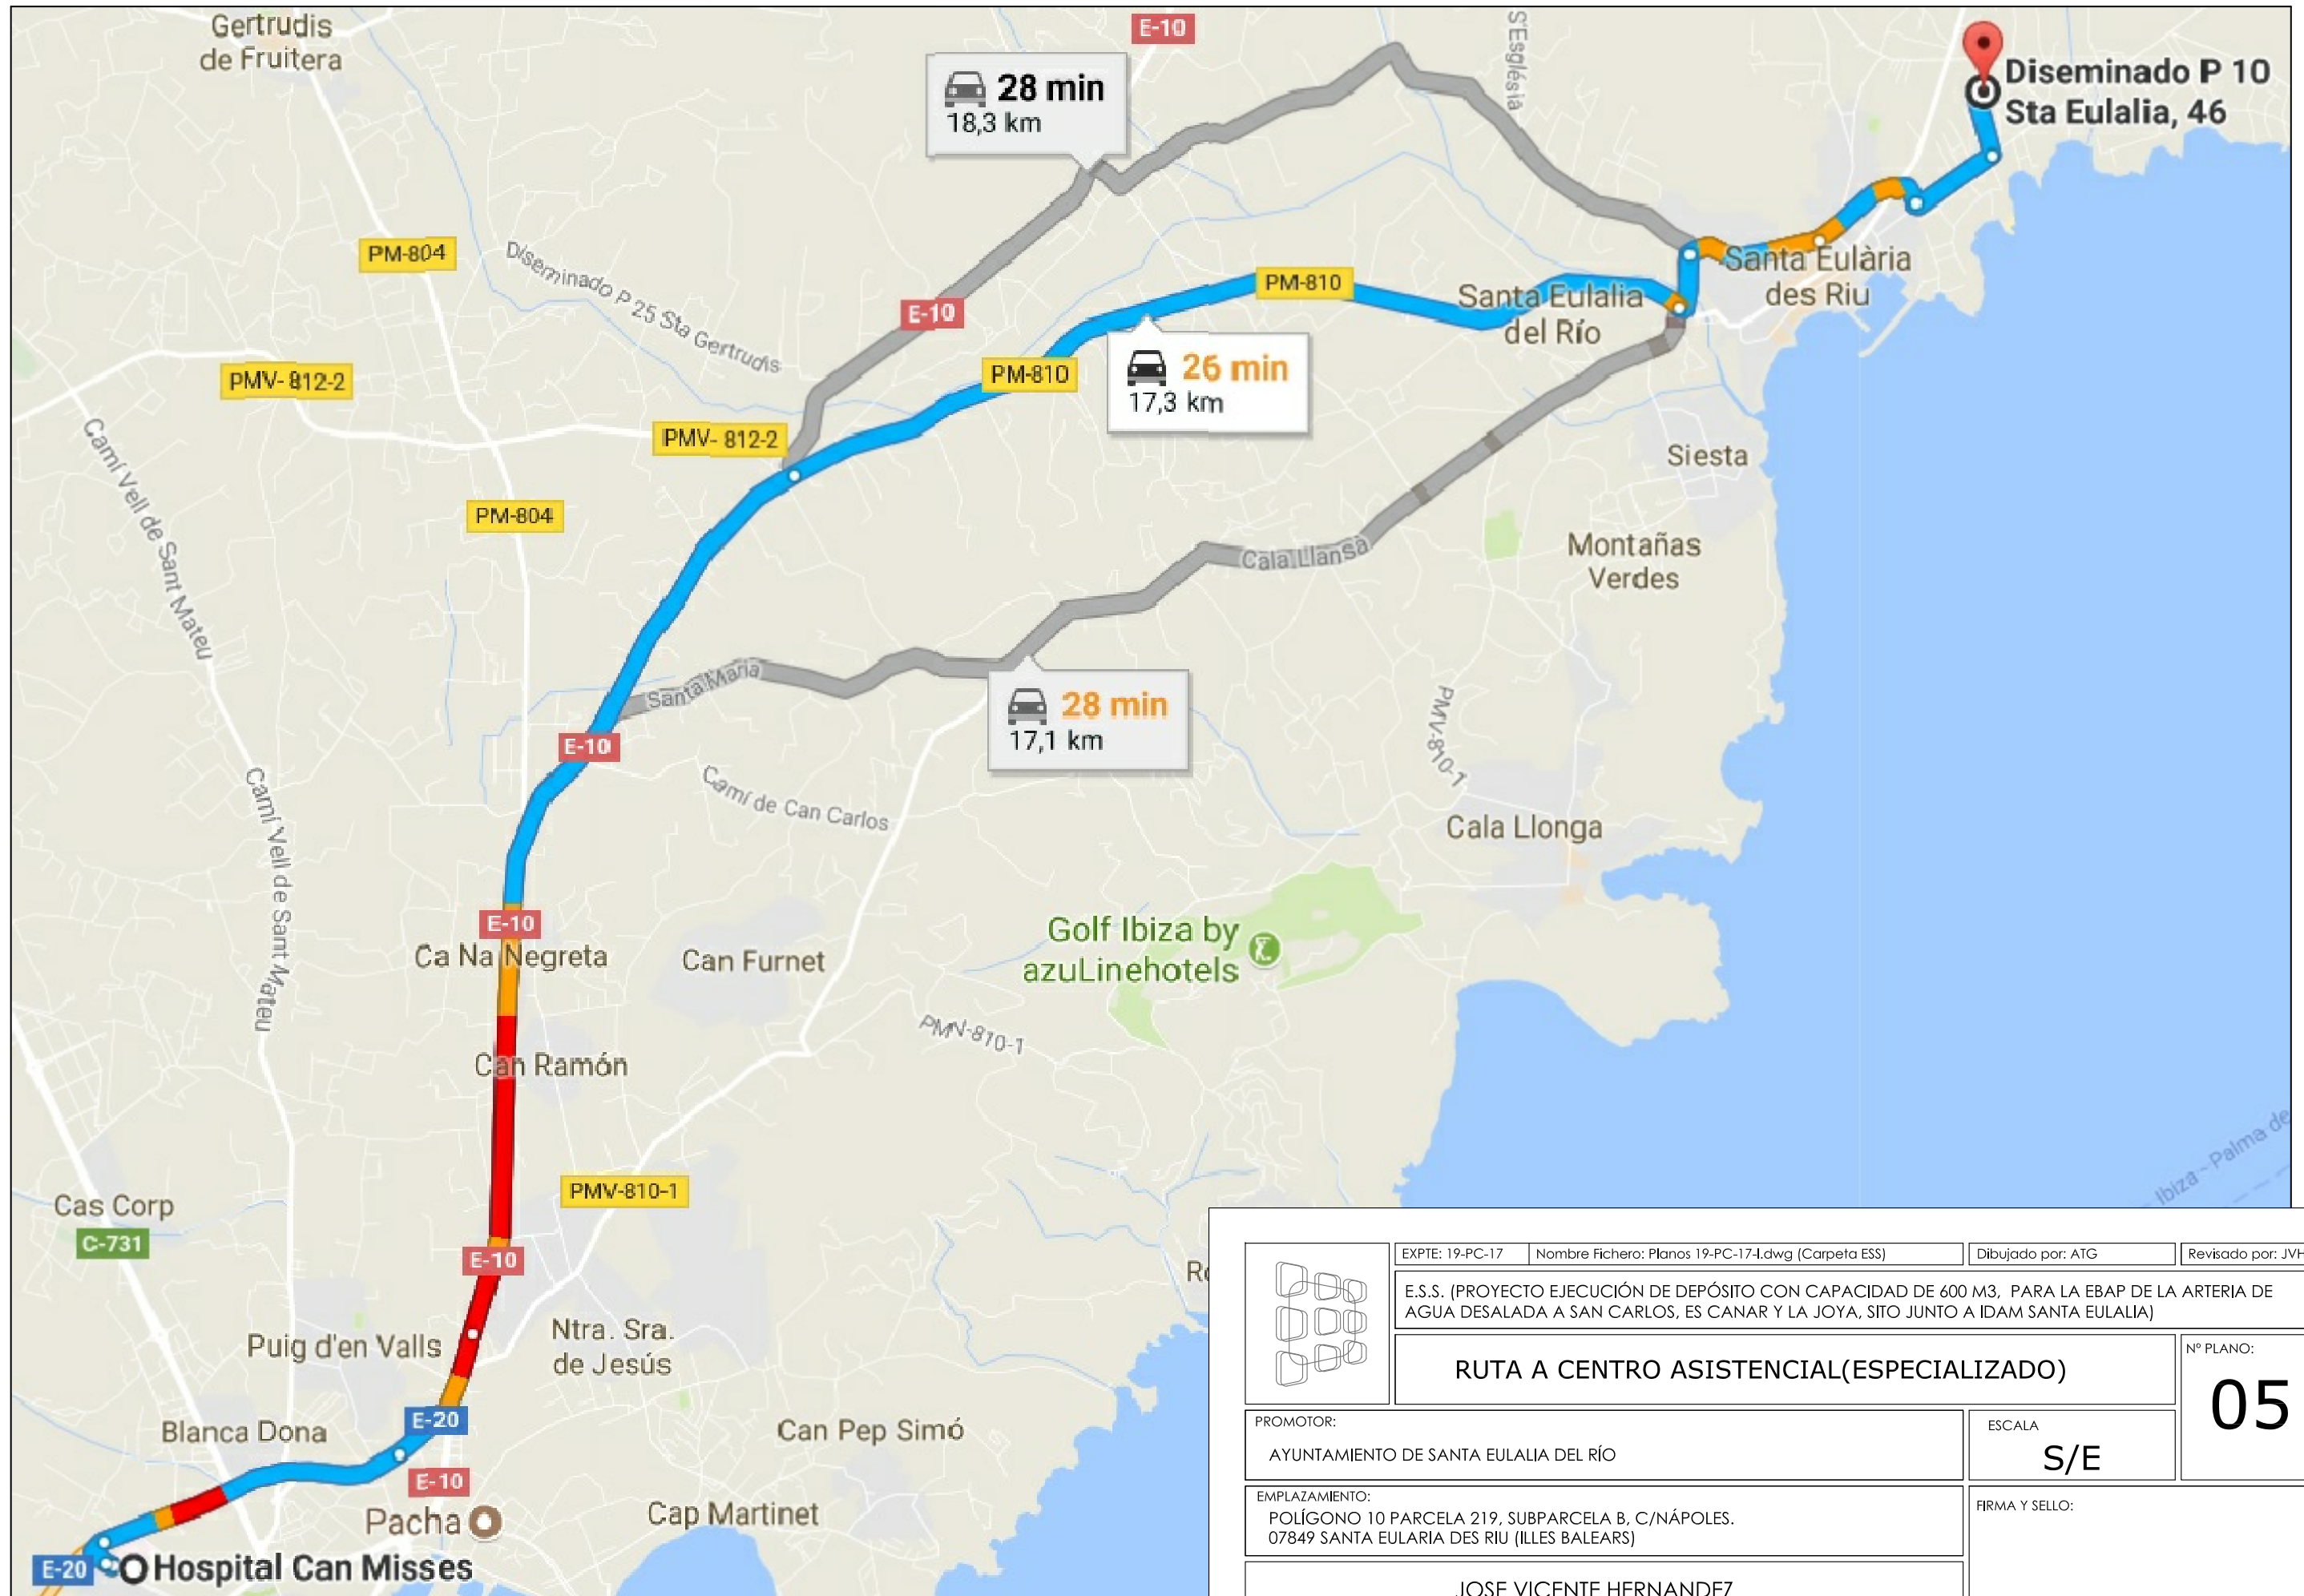 Gertrudis
de Fruitera
E-10
S'Església
28 min
18,3 km
Diseminado P 10
Sta Eulalia, 46
PM-804
Diseminado P 25 Sta Gertrudis
E-10
PM-810
Santa Eulària
des Riu
Santa Eulalia
del Río
PM-810
26 min
17,3 km
PMV- 812-2
PMV- 812-2
Camí Vell de Sant Mateu
Siesta
PM-804
Cala Llansa
Montañas
Verdes
Santa María
28 min
17,1 km
PMV-810-1
E-10
Camí de Can Carlos
Camí Vell de Sant Mateu
Cala Llonga
E-10
Ca Na Negreta
Can Furnet
Golf Ibiza by
azuLinehotels
PMV-810-1
Can Ramón
Ibiza - Palma de
PMV-810-1
Cas Corp
C-731
E-10
Puig d'en Valls
Ntra. Sra.
de Jesús
E-20
Blanca Dona
Can Pep Simó
E-10
Pacha
Cap Martinet
E-20
Hospital Can Misses
EXPTE: 19-PC-17
Nombre Fichero: Planos 19-PC-17-I.dwg (Carpeta ESS)
Dibujado por: ATG
Revisado por: JVH
E.S.S. (PROYECTO EJECUCIÓN DE DEPÓSITO CON CAPACIDAD DE 600 M3, PARA LA EBAP DE LA ARTERIA DE
AGUA DESALADA A SAN CARLOS, ES CANAR Y LA JOYA, SITO JUNTO A IDAM SANTA EULALIA)
RUTA A CENTRO ASISTENCIAL(ESPECIALIZADO)
Nº PLANO:
05
PROMOTOR:
AYUNTAMIENTO DE SANTA EULALIA DEL RÍO
ESCALA
S/E
EMPLAZAMIENTO:
POLÍGONO 10 PARCELA 219, SUBPARCELA B, C/NÁPOLES.
07849 SANTA EULARIA DES RIU (ILLES BALEARS)
FIRMA Y SELLO:
JOSE VICENTE HERNANDEZ